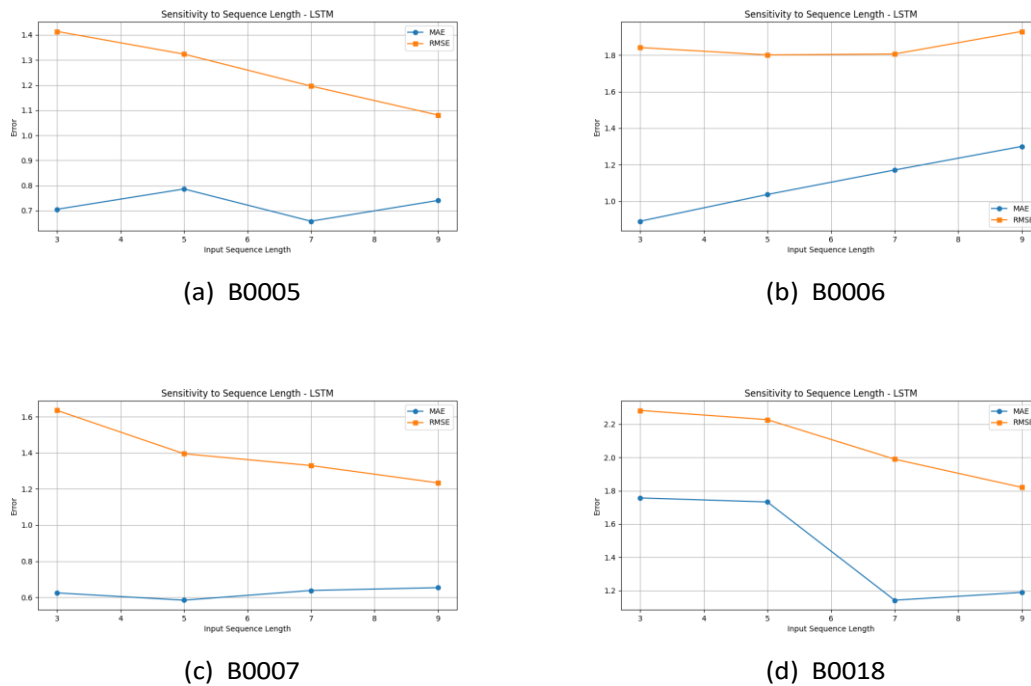 Sensitivity to Sequence Length - LSTM
1.4
1.3
1.2
1.1
1.0
0.9
0.8
0.7
Error
MAE
RMSE
3 4 5 6 7 8 9
Input Sequence Length
(a) B0005
Sensitivity to Sequence Length - LSTM
1.8
1.6
1.4
1.2
1.0
Error
MAE
RMSE
3 4 5 6 7 8 9
Input Sequence Length
(b) B0006
Sensitivity to Sequence Length - LSTM
1.6
1.4
1.2
1.0
0.8
0.6
Error
MAE
RMSE
3 4 5 6 7 8 9
Input Sequence Length
(c) B0007
Sensitivity to Sequence Length - LSTM
2.2
2.0
1.8
1.6
1.4
1.2
Error
MAE
RMSE
3 4 5 6 7 8 9
Input Sequence Length
(d) B0018